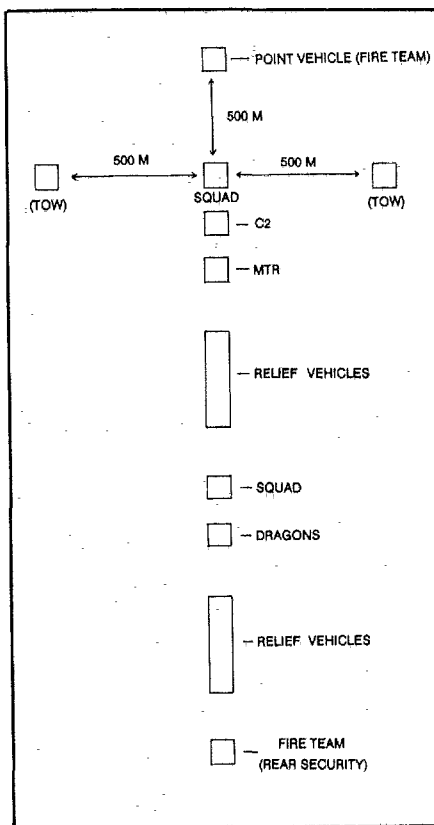 POINT VEHICLE (FIRE TEAM)
500 M
500 M
500 M
(TOW)
SQUAD
(TOW)
C2
MTR
RELIEF VEHICLES
SQUAD
DRAGONS
RELIEF VEHICLES
FIRE TEAM
(REAR SECURITY)